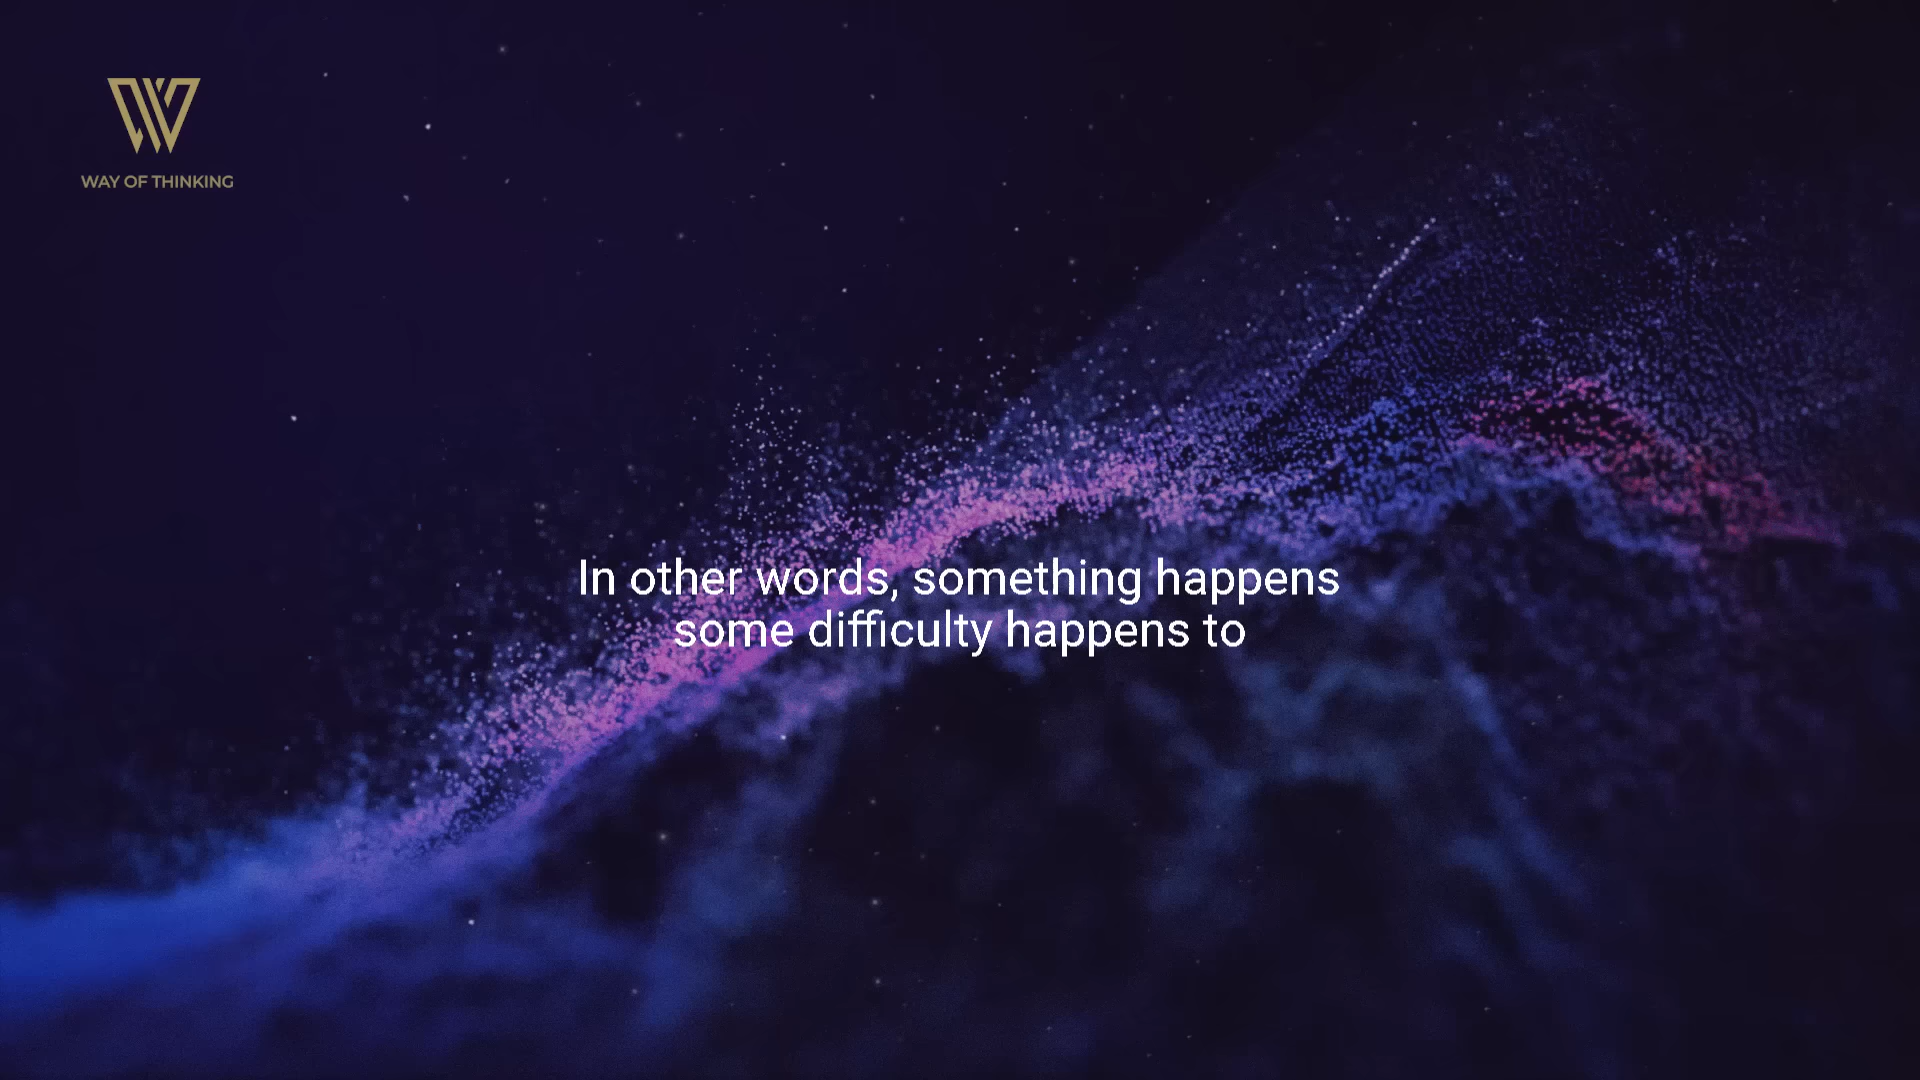 WAY OF THINKING
In other words, something happens
some difficulty happens to